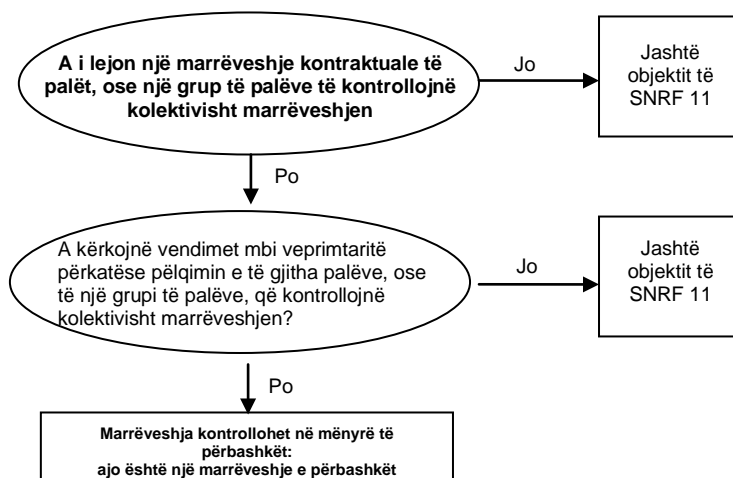 A i lejon një marrëveshje kontraktuale të
palët, ose një grup të palëve të kontrollojnë
kolektivisht marrëveshjen
Jo
Jashtë
objektit të
SNRF 11
Po
A kërkojnë vendimet mbi veprimtaritë
përkatëse pëlqimin e të gjitha palëve, ose
të një grupi të palëve, që kontrollojnë
kolektivisht marrëveshjen?
Jo
Jashtë
objektit të
SNRF 11
Po
Marrëveshja kontrollohet në mënyrë të
përbashkët:
ajo është një marrëveshje e përbashkët